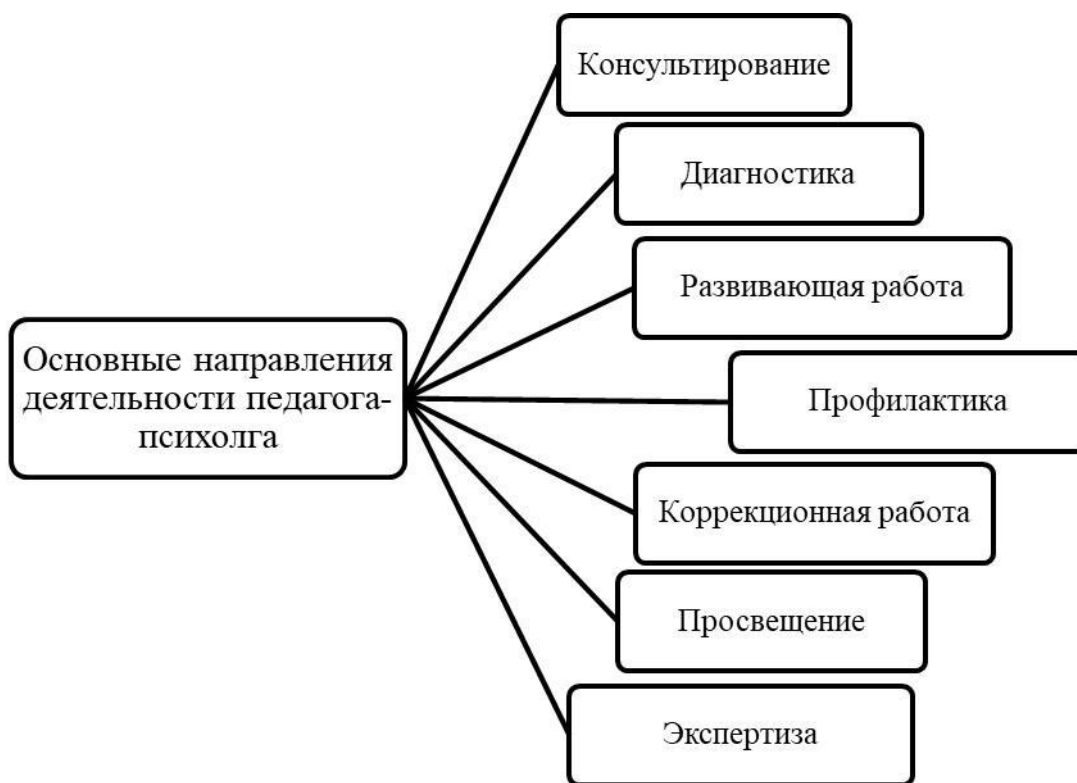 Консультирование
Диагностика
Развивающая работа
Основные направления
деятельности педагога-
психолга
Профилактика
Коррекционная работа
Просвещение
Экспертиза